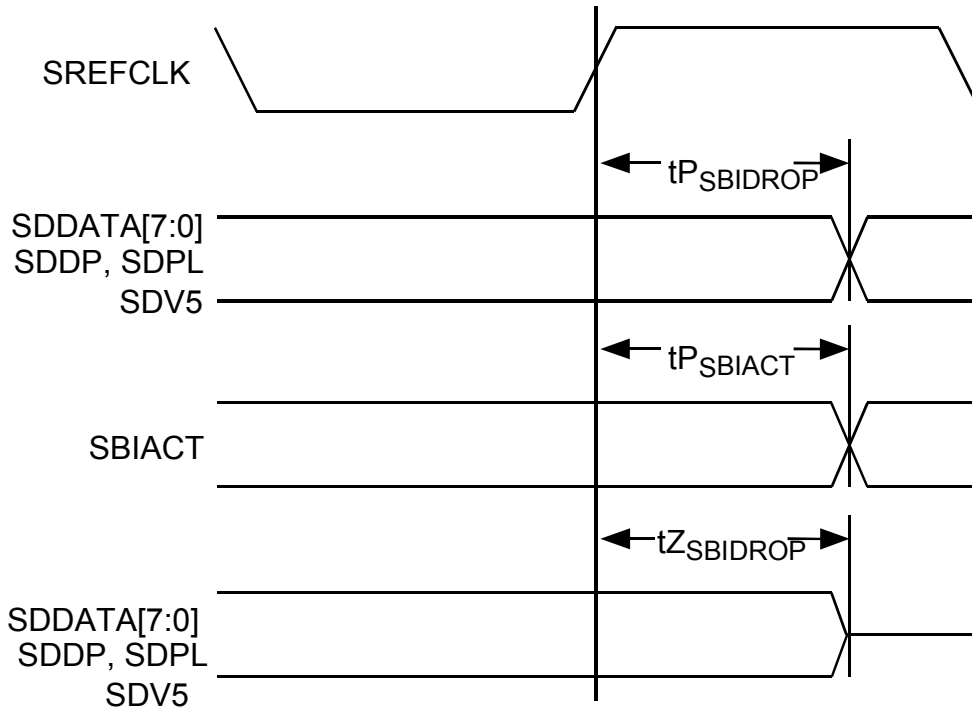 SREFCLK
tPSBIDROP
SDDATA[7:0]
SDDP, SDPL
SDV5
tPSBIACT
SBIACT
tZSBIDROP
SDDATA[7:0]
SDDP, SDPL
SDV5